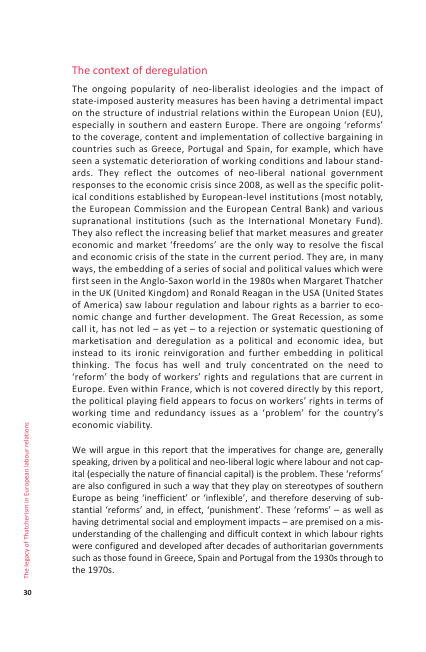 The context of deregulation
The ongoing popularity of neo-liberalist ideologies and the impact of
state-imposed austerity measures has been having a detrimental impact
on the structure of industrial relations within the European Union (EU),
especially in southern and eastern Europe. There are ongoing ‘reforms’
to the coverage, content and implementation of collective bargaining in
countries such as Greece, Portugal and Spain, for example, which have
seen a systematic deterioration of working conditions and labour stand-
ards. They reflect the outcomes of neo-liberal national government
responses to the economic crisis since 2008, as well as the specific polit-
ical conditions established by European-level institutions (most notably,
the European Commission and the European Central Bank) and various
supranational institutions (such as the International Monetary Fund).
They also reflect the increasing belief that market measures and greater
economic and market ‘freedoms’ are the only way to resolve the fiscal
and economic crisis of the state in the current period. They are, in many
ways, the embedding of a series of social and political values which were
first seen in the Anglo-Saxon world in the 1980s when Margaret Thatcher
in the UK (United Kingdom) and Ronald Reagan in the USA (United States
of America) saw labour regulation and labour rights as a barrier to eco-
nomic change and further development. The Great Recession, as some
call it, has not led – as yet – to a rejection or systematic questioning of
marketisation and deregulation as a political and economic idea, but
instead to its ironic reinvigoration and further embedding in political
thinking. The focus has well and truly concentrated on the need to
‘reform’ the body of workers’ rights and regulations that are current in
Europe. Even within France, which is not covered directly by this report,
the political playing field appears to focus on workers’ rights in terms of
working time and redundancy issues as a ‘problem’ for the country’s
economic viability.
We will argue in this report that the imperatives for change are, generally
speaking, driven by a political and neo-liberal logic where labour and not cap-
ital (especially the nature of financial capital) is the problem. These ‘reforms’
are also configured in such a way that they play on stereotypes of southern
Europe as being ‘inefficient’ or ‘inflexible’, and therefore deserving of sub-
stantial ‘reforms’ and, in effect, ‘punishment’. These ‘reforms’ – as well as
having detrimental social and employment impacts – are premised on a mis-
understanding of the challenging and difficult context in which labour rights
were configured and developed after decades of authoritarian governments
such as those found in Greece, Spain and Portugal from the 1930s through to
the 1970s.
The legacy of Thatcherism in European labour relations
30